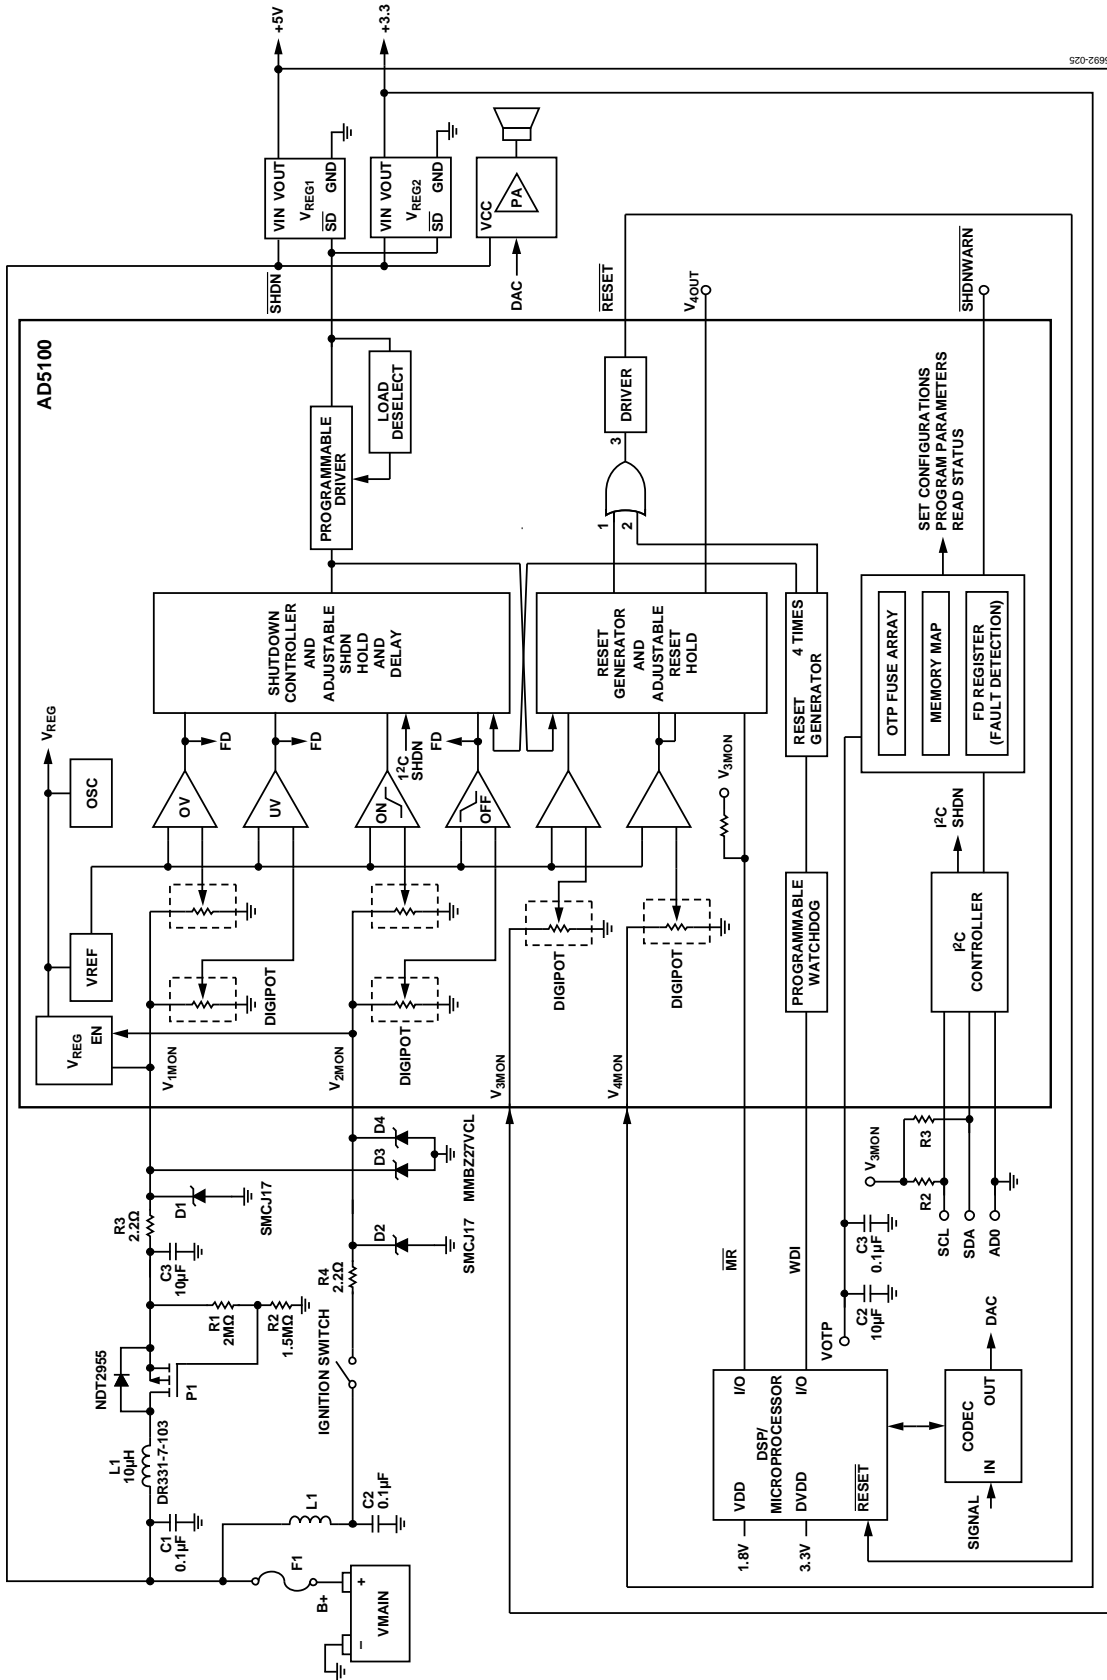 +5V
+3.3
06692-025
VIN VOUT
VREG1
SD GND
VIN VOUT
VREG2
SD GND
VCC
PA
DAC
SHDN
RESET
V4OUT
SHDNWARN
AD5100
LOAD
DESELECT
PROGRAMMABLE
DRIVER
DRIVER
3
1
2
SET CONFIGURATIONS
PROGRAM PARAMETERS
READ STATUS
SHUTDOWN
CONTROLLER
AND
ADJUSTABLE
SHDN
HOLD
AND
DELAY
RESET
GENERATOR
AND
ADJUSTABLE
RESET
HOLD
RESET 4 TIMES
GENERATOR
OTP FUSE ARRAY
MEMORY MAP
FD REGISTER
(FAULT DETECTION)
VREG
OSC
FD
FD
1²C
SHDN
FD
V3MON
I²C
SHDN
OV
UV
ON
OFF
VREF
VREG
EN
DIGIPOT
DIGIPOT
DIGIPOT
DIGIPOT
PROGRAMMABLE
WATCHDOG
I²C
CONTROLLER
V1MON
V2MON
V3MON
V4MON
D4
D3
MMBZ27VCL
D1
SMCJ17
D2
SMCJ17
R3
2.2Ω
C3
10µF
R4
2.2Ω
R1
2MΩ
R2
1.5MΩ
NDT2955
P1
IGNITION SWITCH
L1
10µH
DR331-7-103
C1
0.1µF
L1
C2
0.1µF
F1
B+
VMAIN
+
–
MR
WDI
V3MON
R3
R2
SCL
SDA
AD0
C3
0.1µF
C2
10µF
VOTP
DAC
I/O
I/O
DSP/
MICROPROCESSOR
VDD
DVDD
RESET
1.8V
3.3V
CODEC
OUT
IN
SIGNAL